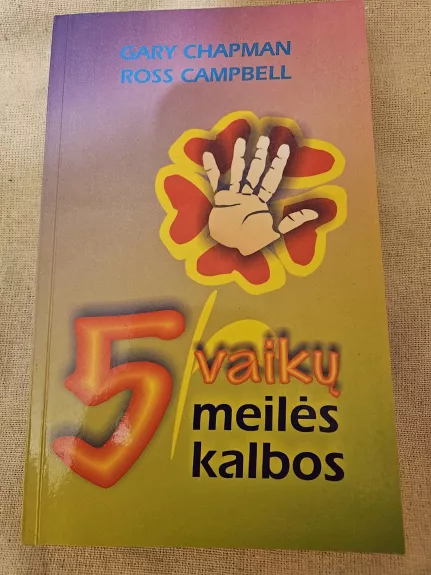 GARY CHAPMAN
ROSS CAMPBELL
5 vaikų
meilės
kalbos